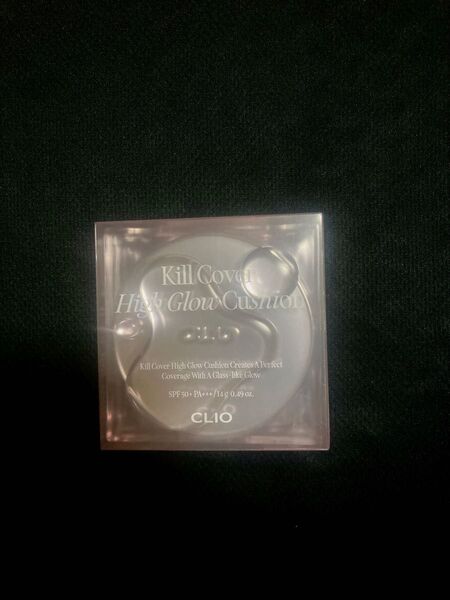 Kill Cover
High Glow Cushion
Kill Cover High Glow Cushion Creates A Perfect
Coverage With A Glass-like Glow
SPF 50+ PA+++ / 14 g 0.49 oz.
CLIO